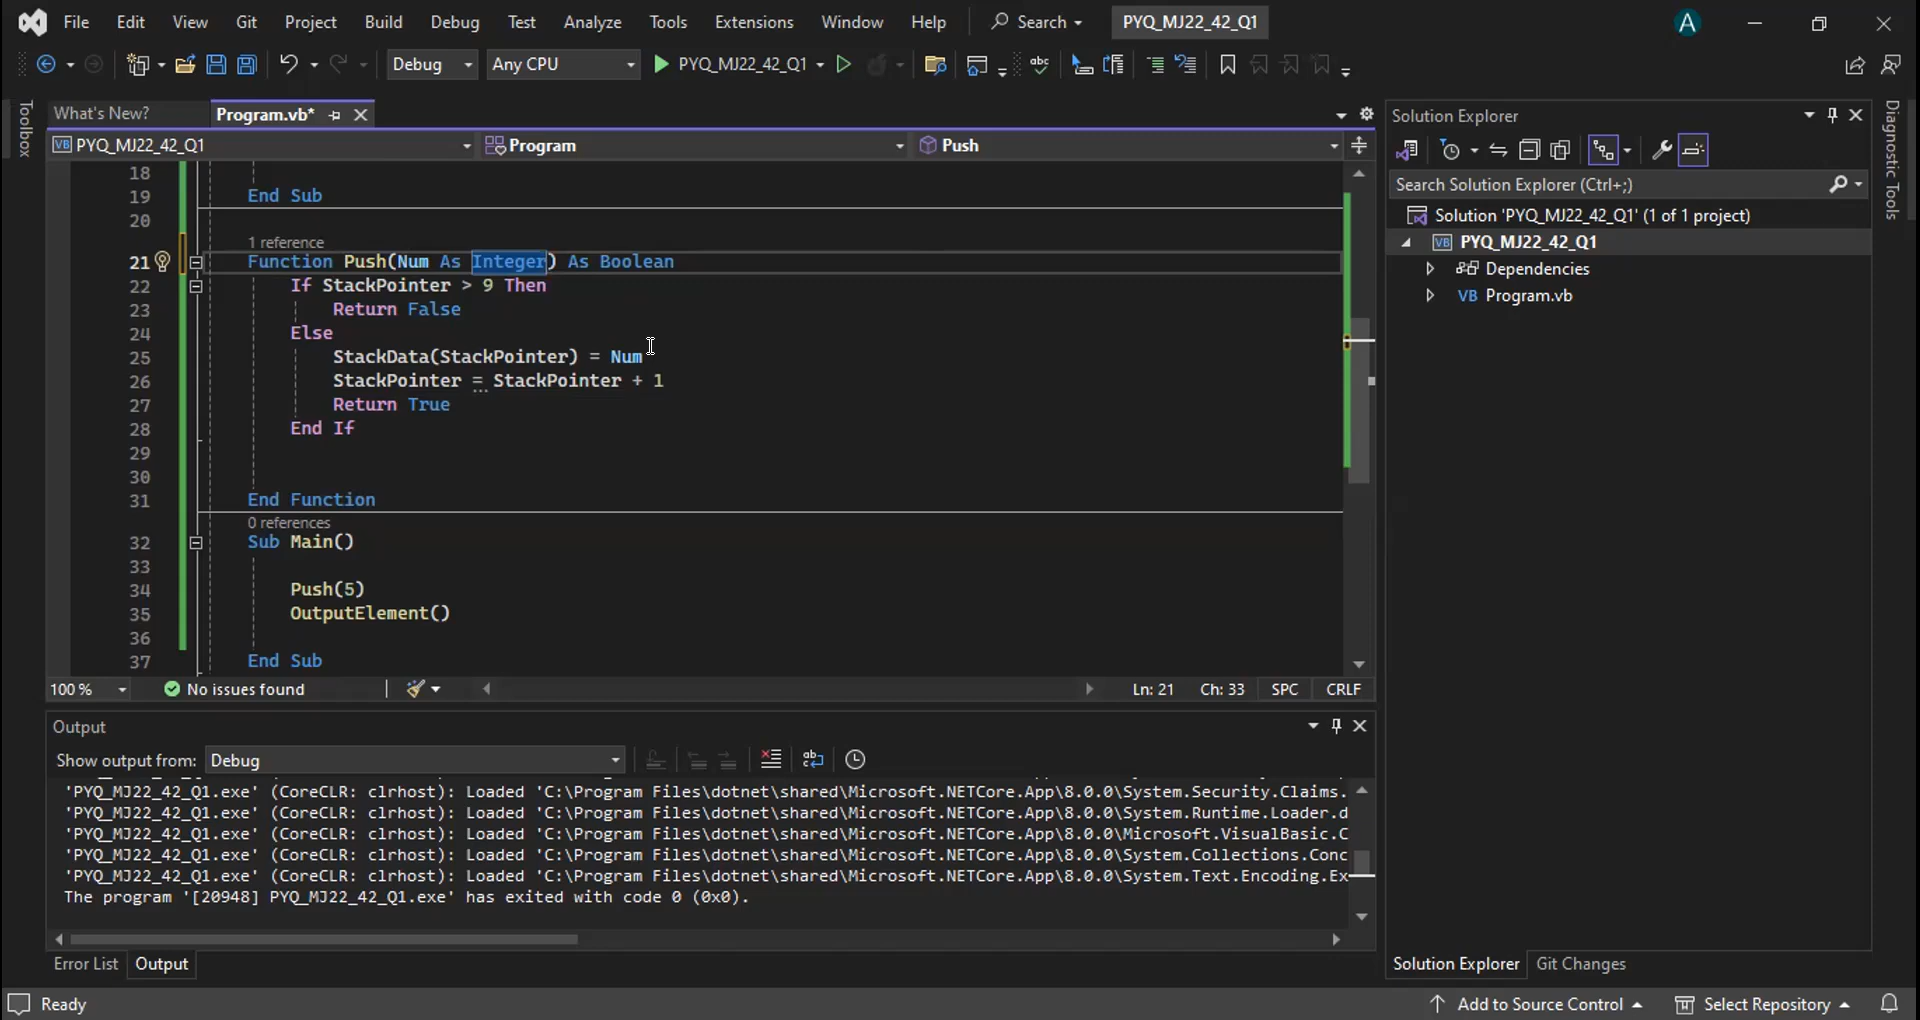 File Edit View Git Project Build Debug Test Analyze Tools Extensions Window Help Search PYQ_MJ22_42_Q1 A
Debug Any CPU PYQ_MJ22_42_Q1
Toolbox
What's New? Program.vb*
VB PYQ_MJ22_42_Q1 Program Push
18
19 End Sub
20
1 reference
21 Function Push(Num As Integer) As Boolean
22 If StackPointer > 9 Then
23 Return False
24 Else
25 StackData(StackPointer) = Num
26 StackPointer = StackPointer + 1
27 Return True
28 End If
29
30
31 End Function
0 references
32 Sub Main()
33
34 Push(5)
35 OutputElement()
36
37 End Sub
100 % No issues found Ln: 21 Ch: 33 SPC CRLF
Output
Show output from: Debug
'PYQ_MJ22_42_Q1.exe' (CoreCLR: clrhost): Loaded 'C:\Program Files\dotnet\shared\Microsoft.NETCore.App\8.0.0\System.Security.Claims.
'PYQ_MJ22_42_Q1.exe' (CoreCLR: clrhost): Loaded 'C:\Program Files\dotnet\shared\Microsoft.NETCore.App\8.0.0\System.Runtime.Loader.d
'PYQ_MJ22_42_Q1.exe' (CoreCLR: clrhost): Loaded 'C:\Program Files\dotnet\shared\Microsoft.NETCore.App\8.0.0\Microsoft.VisualBasic.C
'PYQ_MJ22_42_Q1.exe' (CoreCLR: clrhost): Loaded 'C:\Program Files\dotnet\shared\Microsoft.NETCore.App\8.0.0\System.Collections.Conc
'PYQ_MJ22_42_Q1.exe' (CoreCLR: clrhost): Loaded 'C:\Program Files\dotnet\shared\Microsoft.NETCore.App\8.0.0\System.Text.Encoding.Ex
The program '[20948] PYQ_MJ22_42_Q1.exe' has exited with code 0 (0x0).
Error List Output
Solution Explorer
Search Solution Explorer (Ctrl+;)
Solution 'PYQ_MJ22_42_Q1' (1 of 1 project)
VB PYQ_MJ22_42_Q1
Dependencies
VB Program.vb
Solution Explorer Git Changes
Diagnostic Tools
Ready Add to Source Control Select Repository